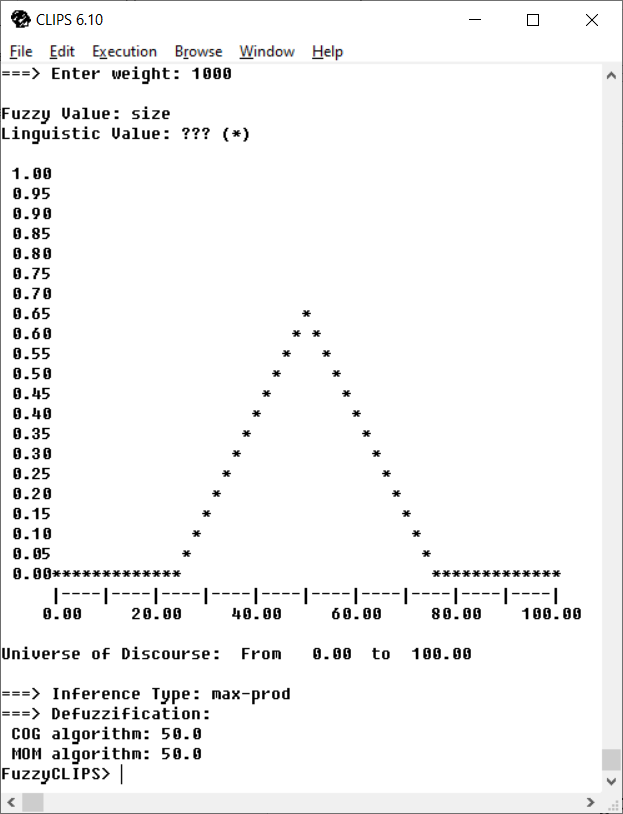 CLIPS 6.10
File Edit Execution Browse Window Help
===> Enter weight: 1000
Fuzzy Value: size
Linguistic Value: ??? (*)
1.00
0.95
0.90
0.85
0.80
0.75
0.70
0.65                         *
0.60                        * *
0.55                       *   *
0.50                      *     *
0.45                     *       *
0.40                    *         *
0.35                   *           *
0.30                  *             *
0.25                 *               *
0.20                *                 *
0.15               *                   *
0.10              *                     *
0.05             *                       *
0.00*************                         *************
|----|----|----|----|----|----|----|----|----|----|
0.00     20.00     40.00     60.00     80.00    100.00
Universe of Discourse:  From   0.00  to  100.00
===> Inference Type: max-prod
===> Defuzzification:
COG algorithm: 50.0
MOM algorithm: 50.0
FuzzyCLIPS>